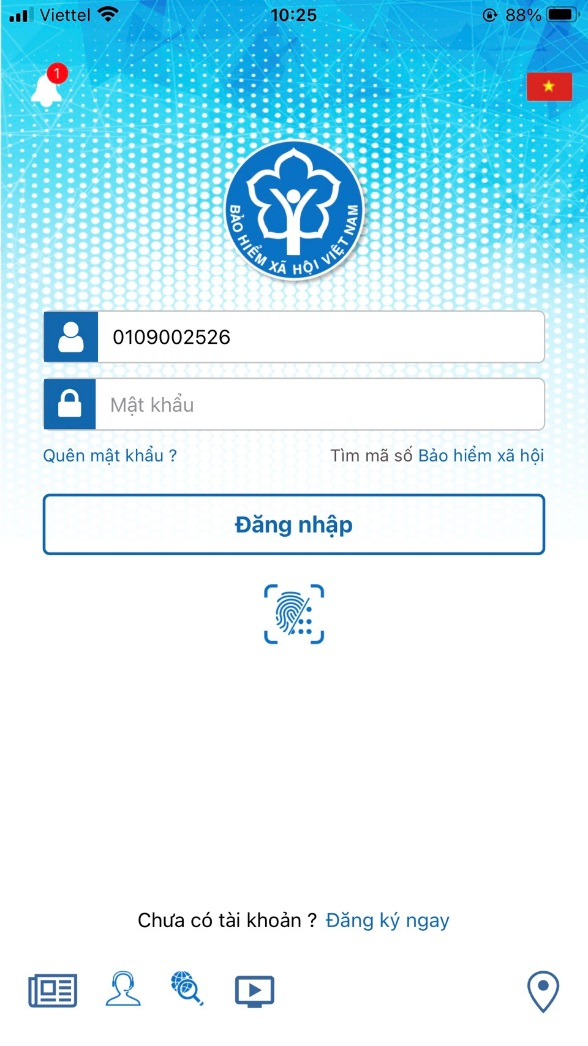 Viettel 10:25 88%
1
BẢO HIỂM XÃ HỘI VIỆT NAM
0109002526
Mật khẩu
Quên mật khẩu ? Tìm mã số Bảo hiểm xã hội
Đăng nhập
Chưa có tài khoản ? Đăng ký ngay